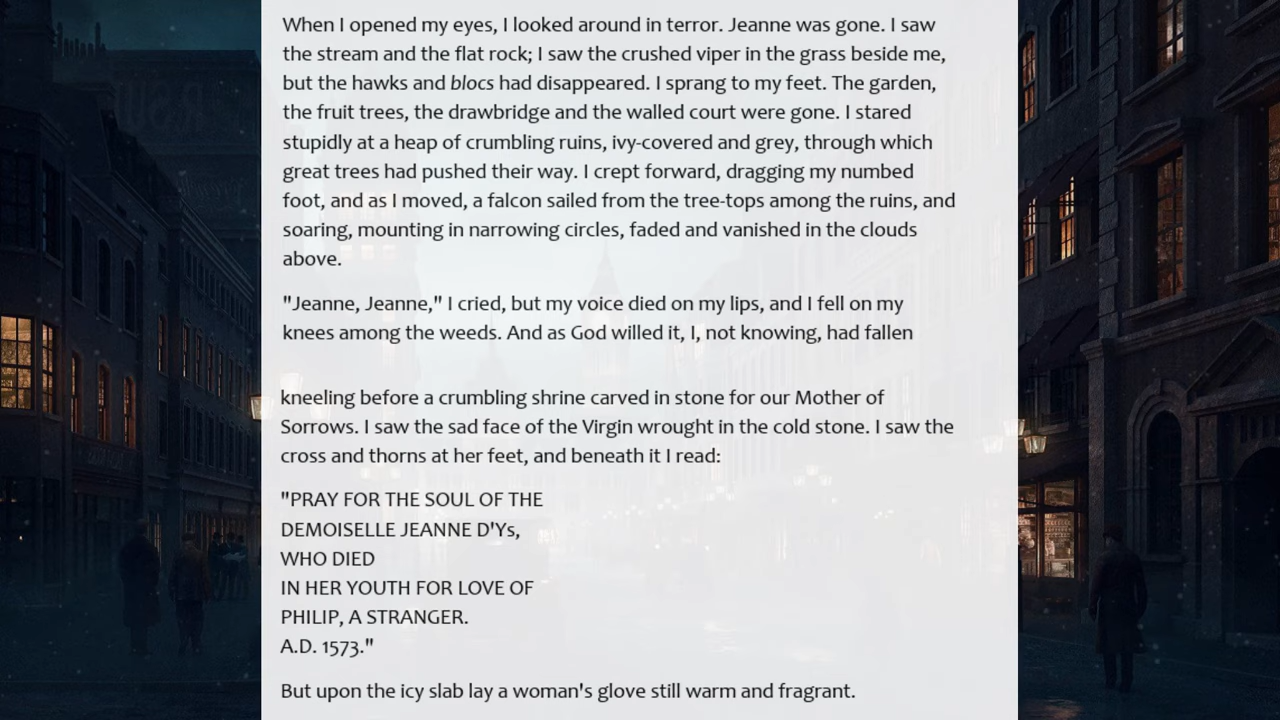 When I opened my eyes, I looked around in terror. Jeanne was gone. I saw
the stream and the flat rock; I saw the crushed viper in the grass beside me,
but the hawks and blocs had disappeared. I sprang to my feet. The garden,
the fruit trees, the drawbridge and the walled court were gone. I stared
stupidly at a heap of crumbling ruins, ivy-covered and grey, through which
great trees had pushed their way. I crept forward, dragging my numbed
foot, and as I moved, a falcon sailed from the tree-tops among the ruins, and
soaring, mounting in narrowing circles, faded and vanished in the clouds
above.
"Jeanne, Jeanne," I cried, but my voice died on my lips, and I fell on my
knees among the weeds. And as God willed it, I, not knowing, had fallen
kneeling before a crumbling shrine carved in stone for our Mother of
Sorrows. I saw the sad face of the Virgin wrought in the cold stone. I saw the
cross and thorns at her feet, and beneath it I read:
"PRAY FOR THE SOUL OF THE
DEMOISELLE JEANNE D'Ys,
WHO DIED
IN HER YOUTH FOR LOVE OF
PHILIP, A STRANGER.
A.D. 1573."
But upon the icy slab lay a woman's glove still warm and fragrant.